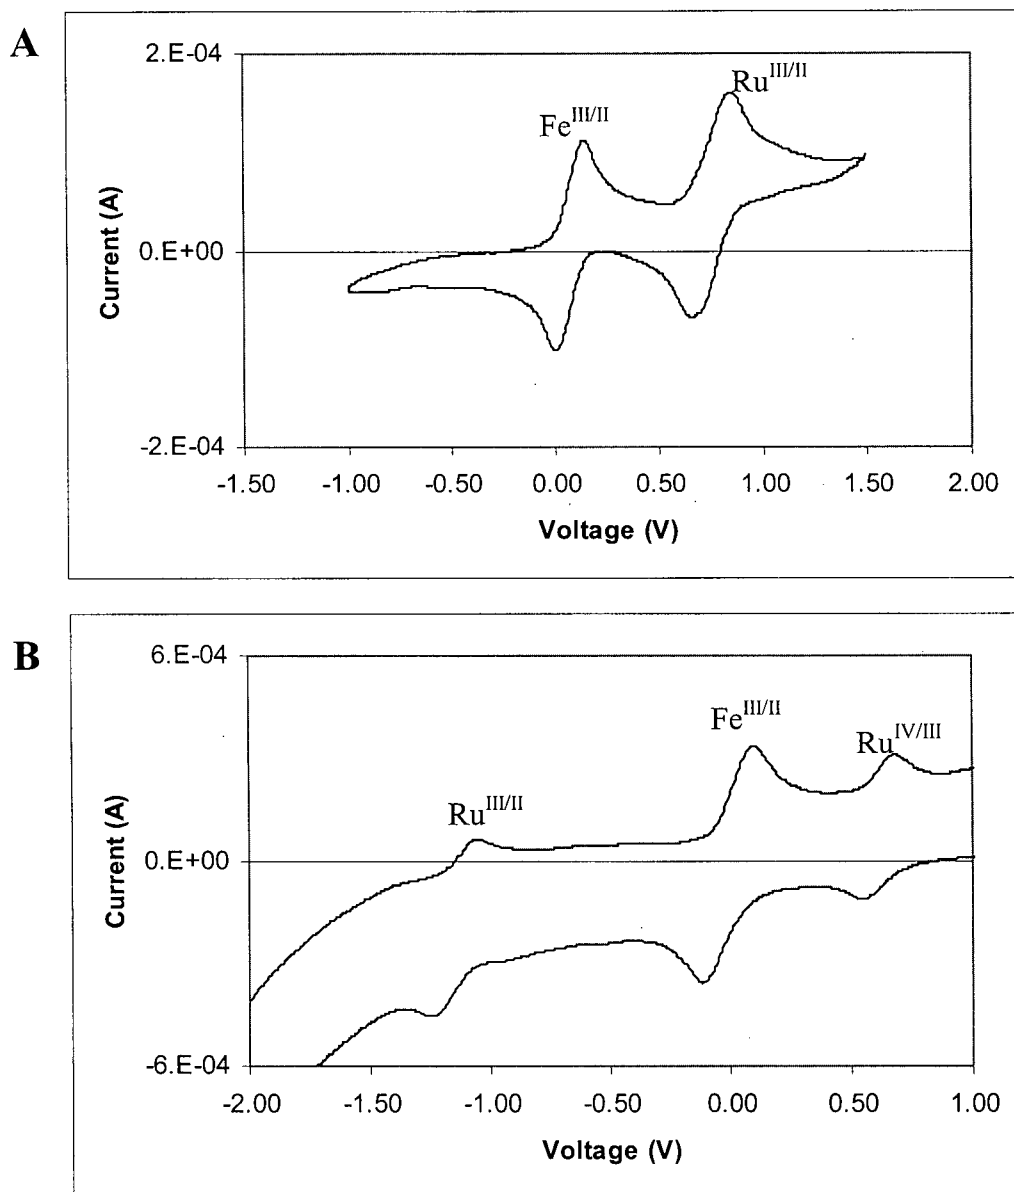 A
2.E-04
Ru^III/II
Fe^III/II
Current (A)
0.E+00
-2.E-04
-1.50 -1.00 -0.50 0.00 0.50 1.00 1.50 2.00
Voltage (V)
B
6.E-04
Fe^III/II
Ru^IV/III
Ru^III/II
Current (A)
0.E+00
-6.E-04
-2.00 -1.50 -1.00 -0.50 0.00 0.50 1.00
Voltage (V)